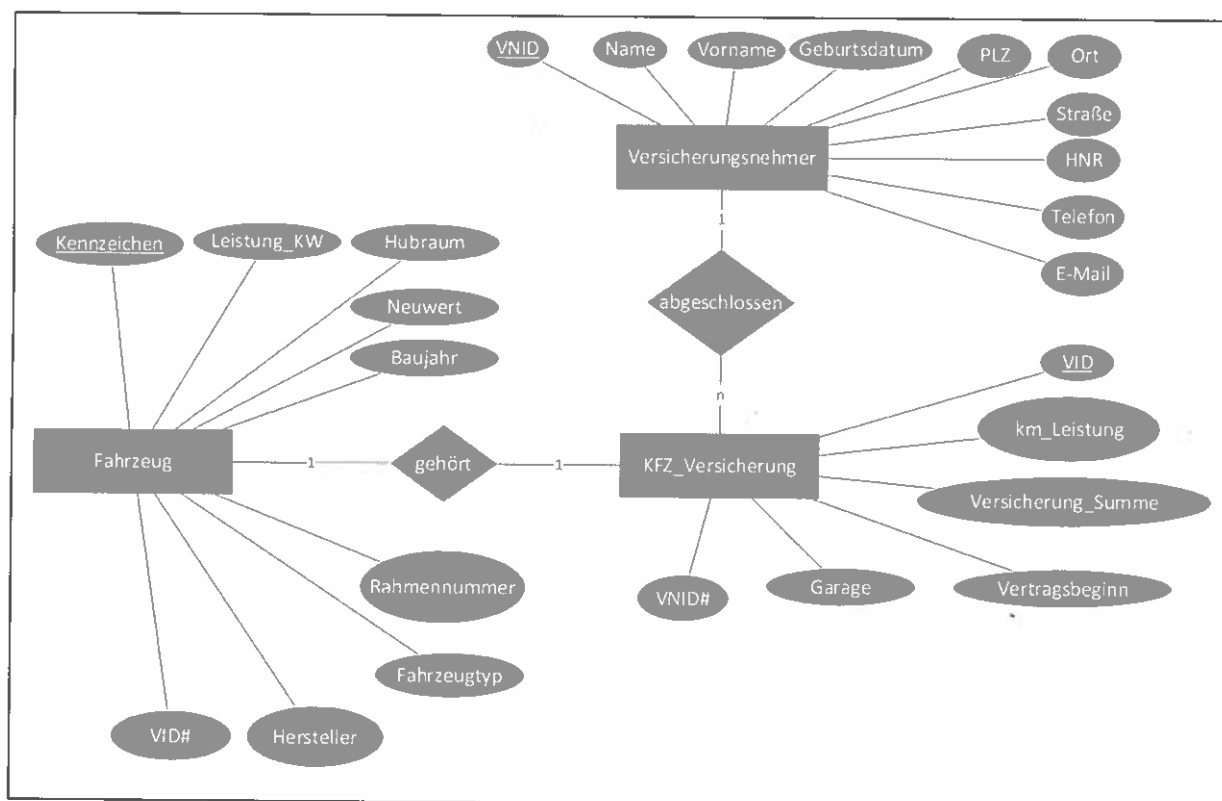 VNID
Name
Vorname
Geburtsdatum
PLZ
Ort
Straße
Versicherungsnehmer
HNR
Telefon
E-Mail
1
abgeschlossen
n
Kennzeichen
Leistung_KW
Hubraum
Neuwert
Baujahr
Fahrzeug
1
gehört
1
KFZ_Versicherung
VID
km_Leistung
Versicherung_Summe
Vertragsbeginn
Garage
VNID#
Rahmennummer
Fahrzeugtyp
Hersteller
VID#